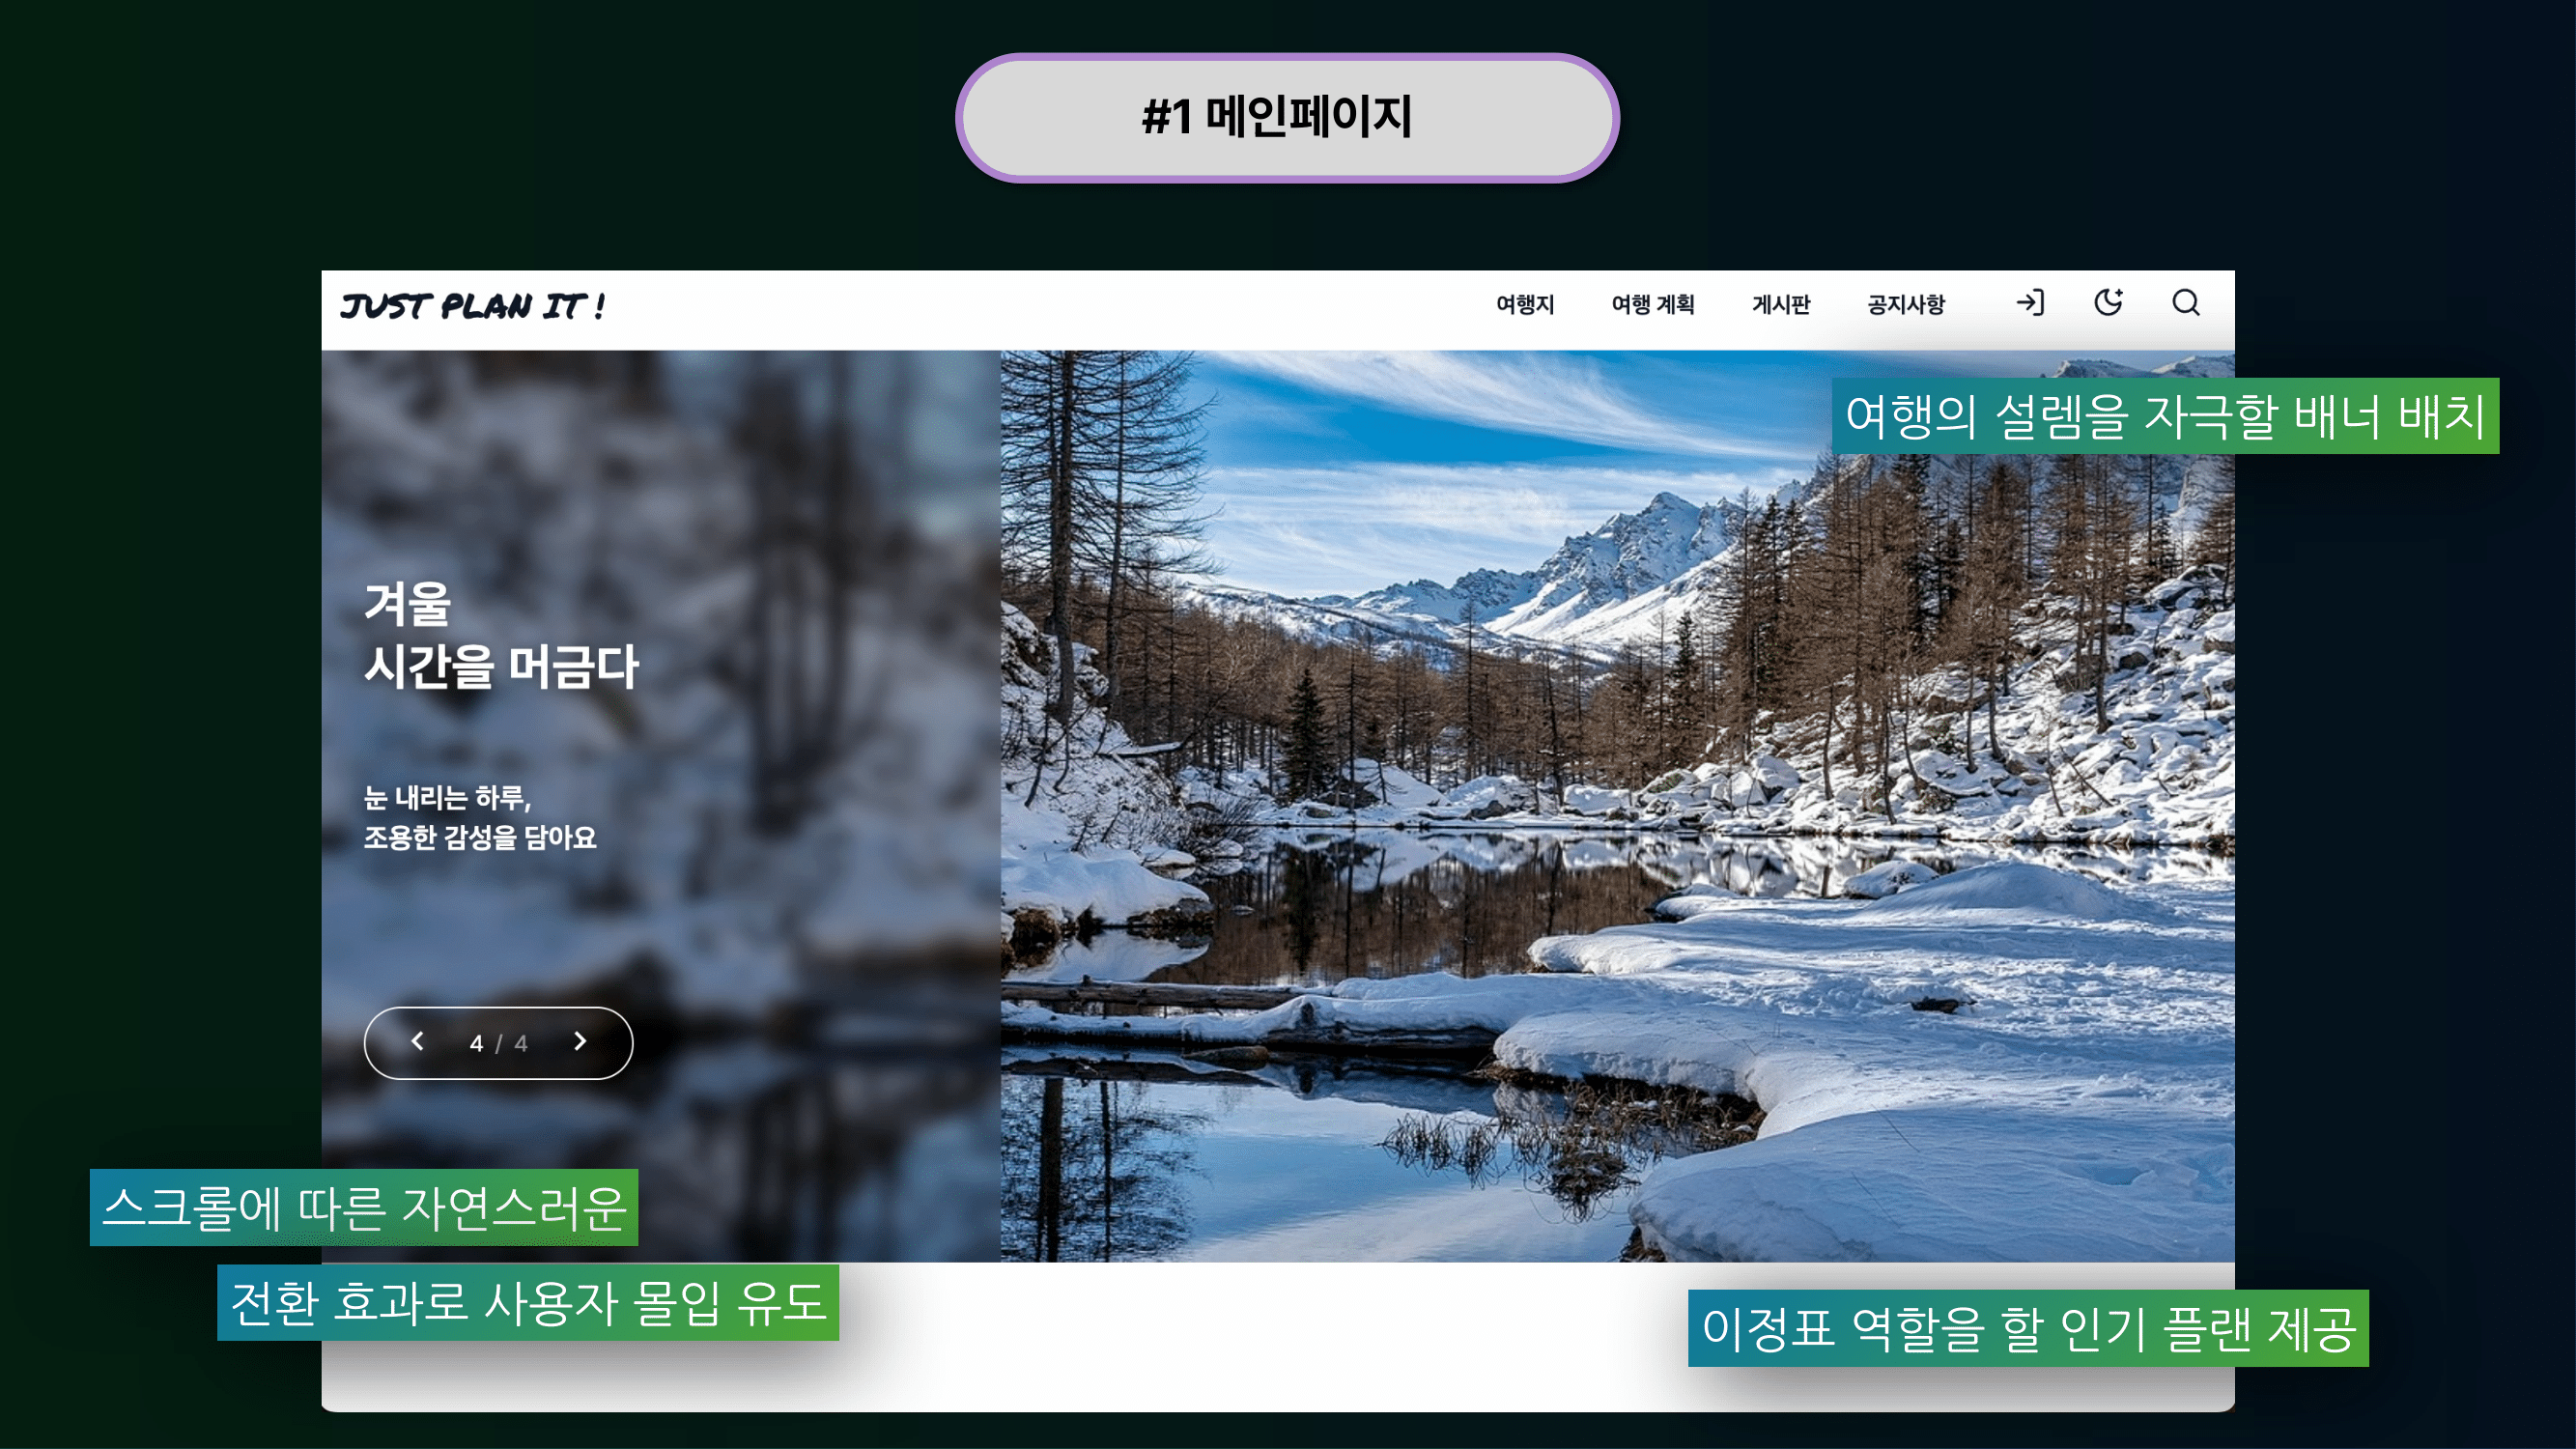 #1 메인페이지
JUST PLAN IT !
여행지 여행 계획 게시판 공지사항
여행의 설렘을 자극할 배너 배치
겨울
시간을 머금다
눈 내리는 하루,
조용한 감성을 담아요
4 / 4
스크롤에 따른 자연스러운
전환 효과로 사용자 몰입 유도
이정표 역할을 할 인기 플랜 제공